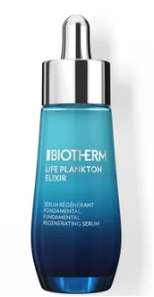 BIOTHERM
LIFE PLANKTON
ELIXIR
SÉRUM RÉGÉNÉRANT
FONDAMENTAL
FUNDAMENTAL
REGENERATING SERUM